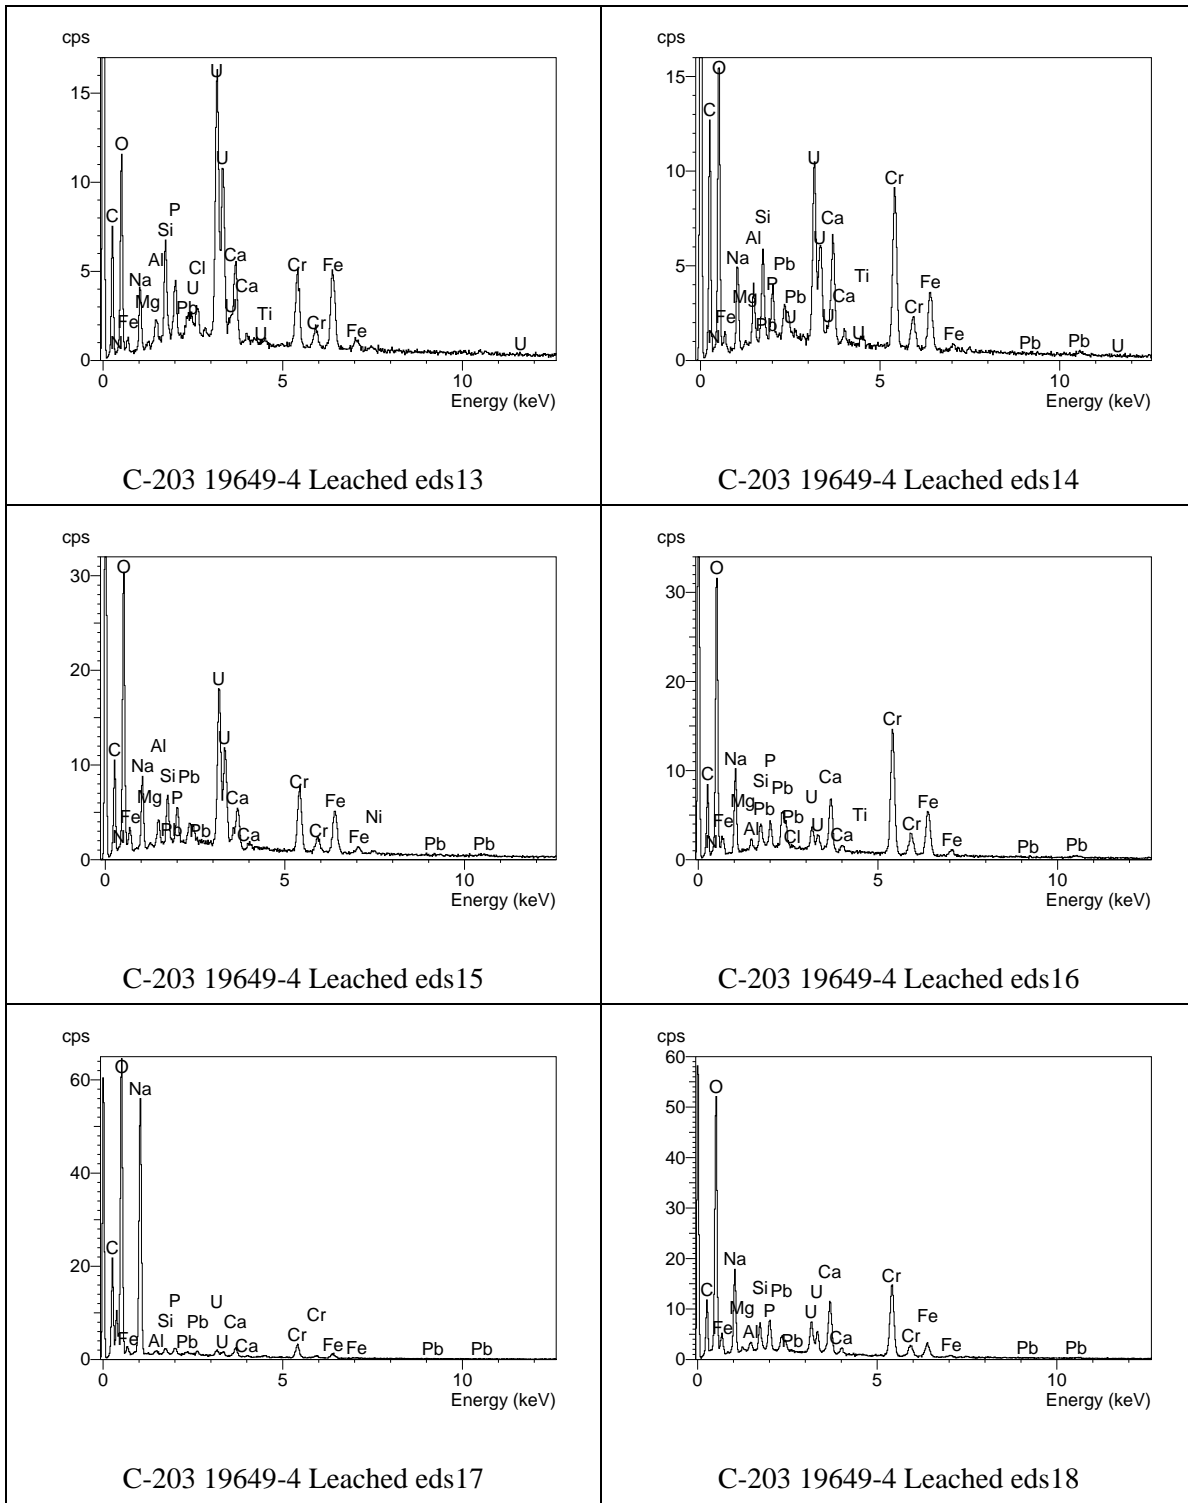 cps
15
10
5
0
0 5 10
Energy (keV)
C O N Fe Na Mg Al Si P Pb Cl U U U Ca U Ca U Ti Cr Cr Fe Fe U
C-203 19649-4 Leached eds13
cps
15
10
5
0
0 5 10
Energy (keV)
C O N Fe Na Mg Al Si Pb P Pb Pb U U U Ca U Ca U Ti Cr Cr Fe Fe Pb Pb U
C-203 19649-4 Leached eds14
cps
30
20
10
0
0 5 10
Energy (keV)
C O N Fe Na Mg Al Si Pb P Pb Pb U U Ca Ca Cr Cr Fe Fe Ni Pb Pb
C-203 19649-4 Leached eds15
cps
30
20
10
0
0 5 10
Energy (keV)
C O N Fe Na Mg Al Si Pb P Pb Pb Cl U U Ca Ca Ti Cr Cr Fe Fe Pb Pb
C-203 19649-4 Leached eds16
cps
60
40
20
0
0 5 10
Energy (keV)
C O Fe Na Al Si P Pb Pb U U Ca Ca Cr Cr Fe Fe Pb Pb
C-203 19649-4 Leached eds17
cps
60
50
40
30
20
10
0
0 5 10
Energy (keV)
C O Fe Na Mg Al Si P Pb Pb U U Ca Ca Cr Cr Fe Fe Pb Pb
C-203 19649-4 Leached eds18